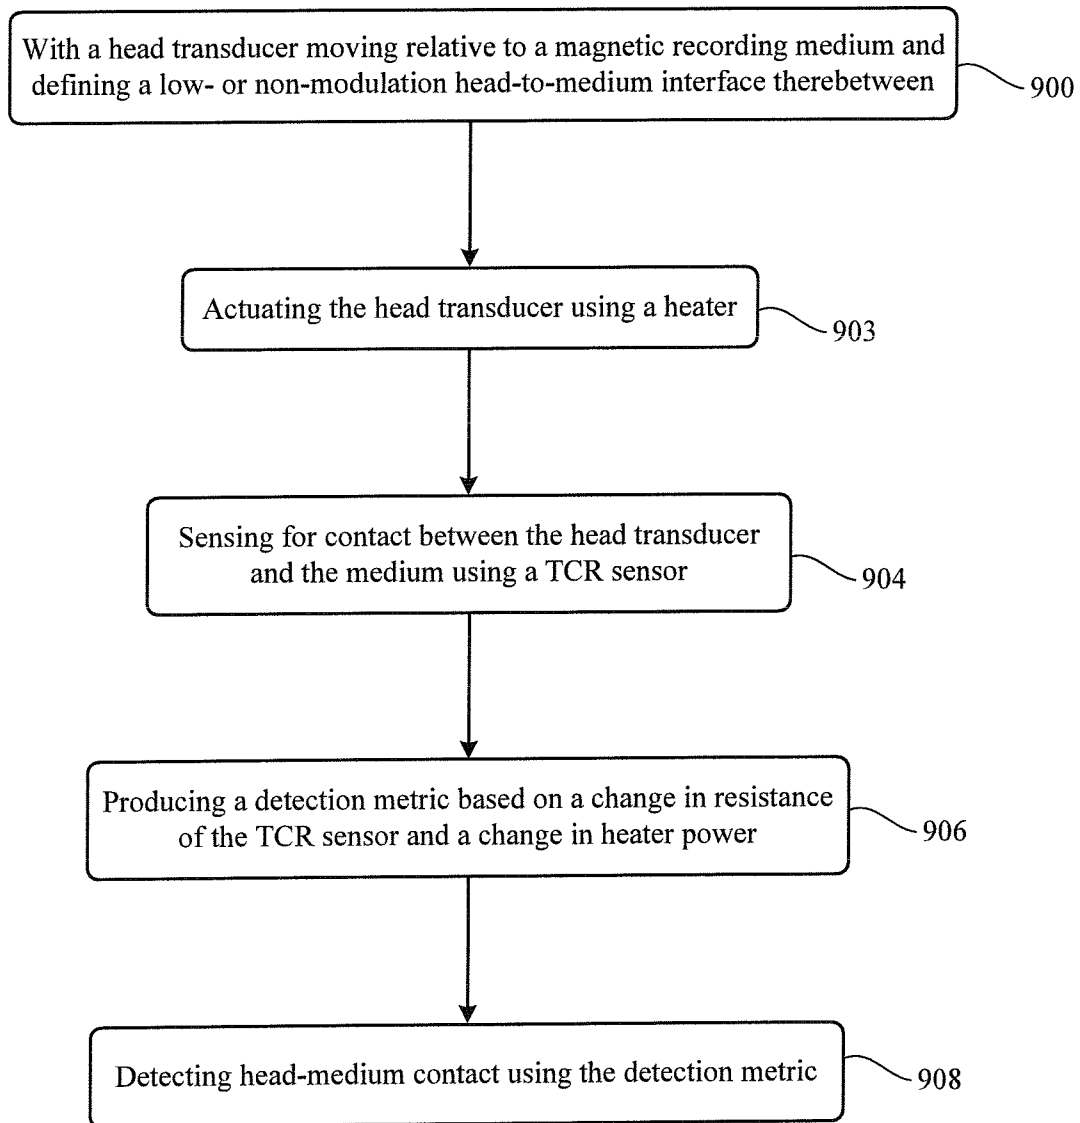 With a head transducer moving relative to a magnetic recording medium and
defining a low- or non-modulation head-to-medium interface therebetween
900
Actuating the head transducer using a heater
903
Sensing for contact between the head transducer
and the medium using a TCR sensor
904
Producing a detection metric based on a change in resistance
of the TCR sensor and a change in heater power
906
Detecting head-medium contact using the detection metric
908